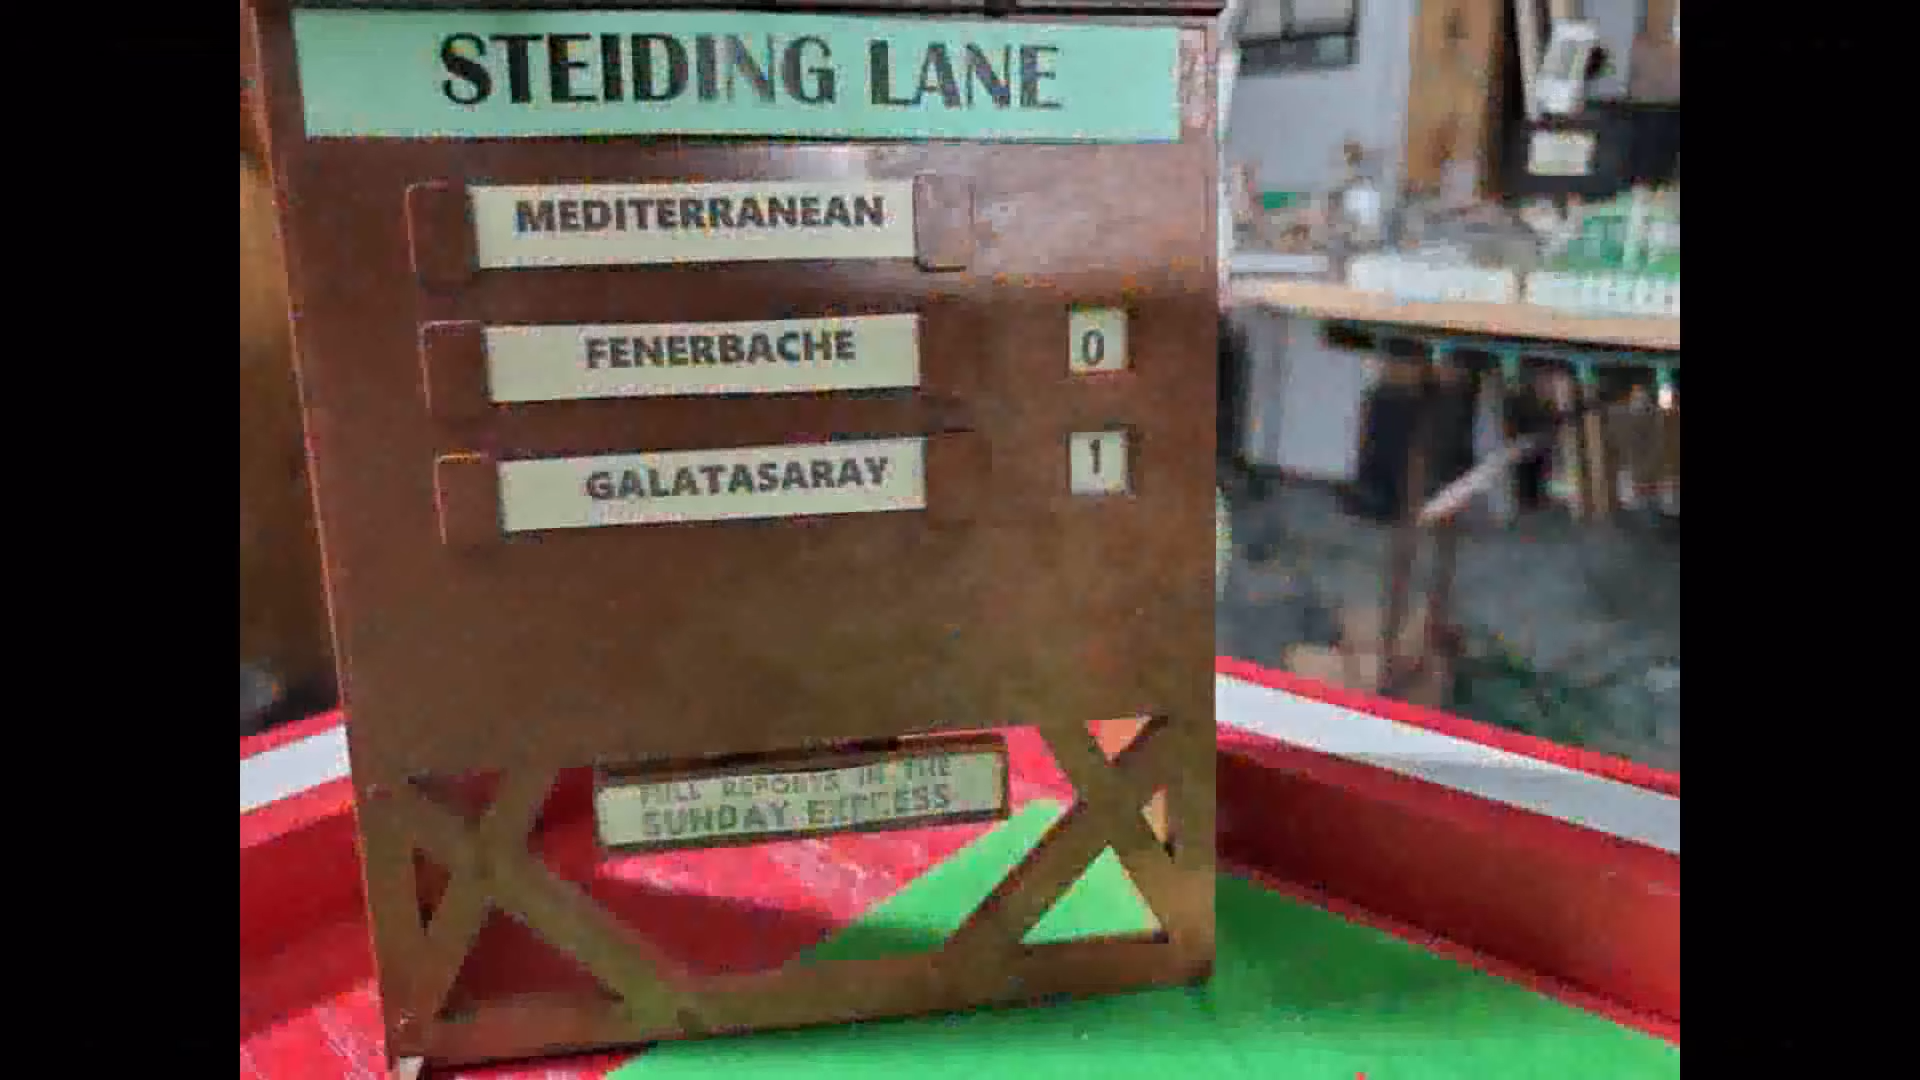 STEIDING LANE
MEDITERRANEAN
FENERBACHE 0
GALATASARAY 1
FULL REPORTS IN THE
SUNDAY EXPRESS